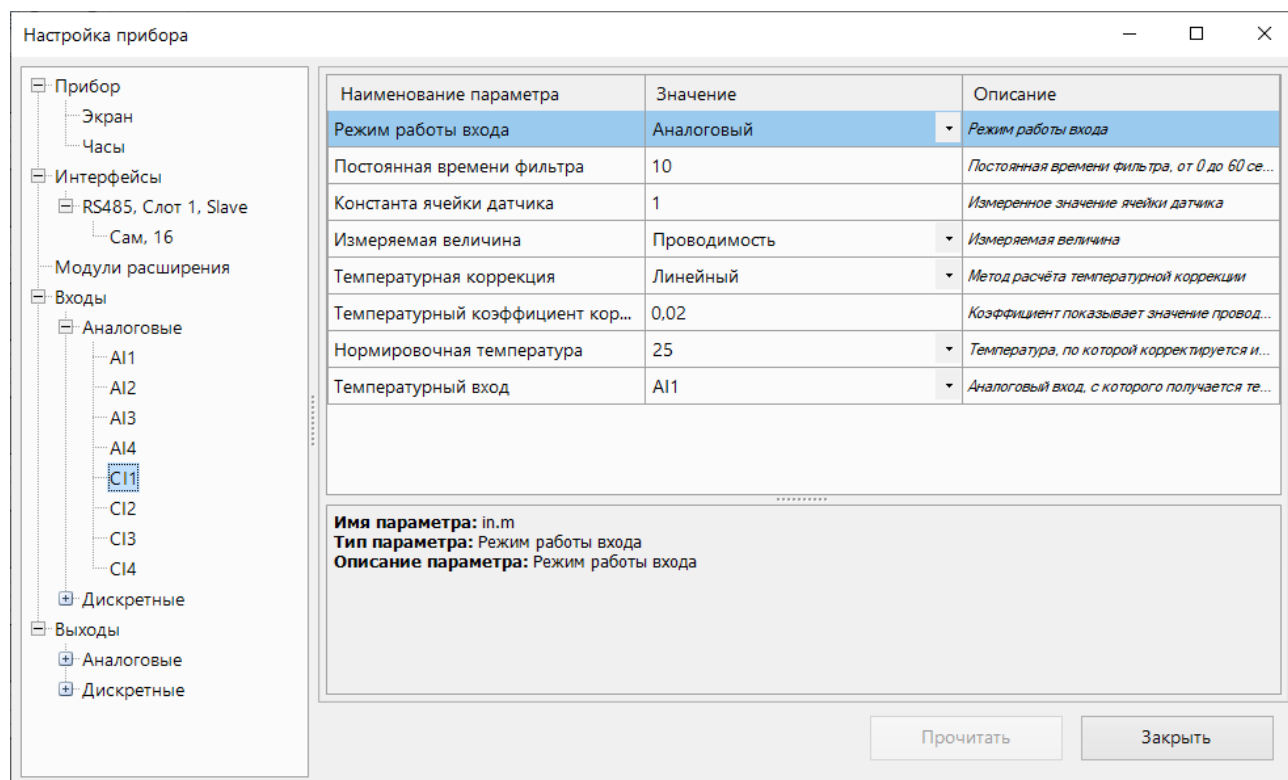 Настройка прибора
Прибор
Экран
Часы
Интерфейсы
RS485, Слот 1, Slave
Сам, 16
Модули расширения
Входы
Аналоговые
AI1
AI2
AI3
AI4
CI1
CI2
CI3
CI4
Дискретные
Выходы
Аналоговые
Дискретные
Наименование параметра Значение Описание
Режим работы входа Аналоговый Режим работы входа
Постоянная времени фильтра 10 Постоянная времени фильтра, от 0 до 60 се...
Константа ячейки датчика 1 Измеренное значение ячейки датчика
Измеряемая величина Проводимость Измеряемая величина
Температурная коррекция Линейный Метод расчёта температурной коррекции
Температурный коэффициент кор... 0,02 Коэффициент показывает значение провод...
Нормировочная температура 25 Температура, по которой корректируется и...
Температурный вход AI1 Аналоговый вход, с которого получается те...
Имя параметра: in.m
Тип параметра: Режим работы входа
Описание параметра: Режим работы входа
Прочитать Закрыть